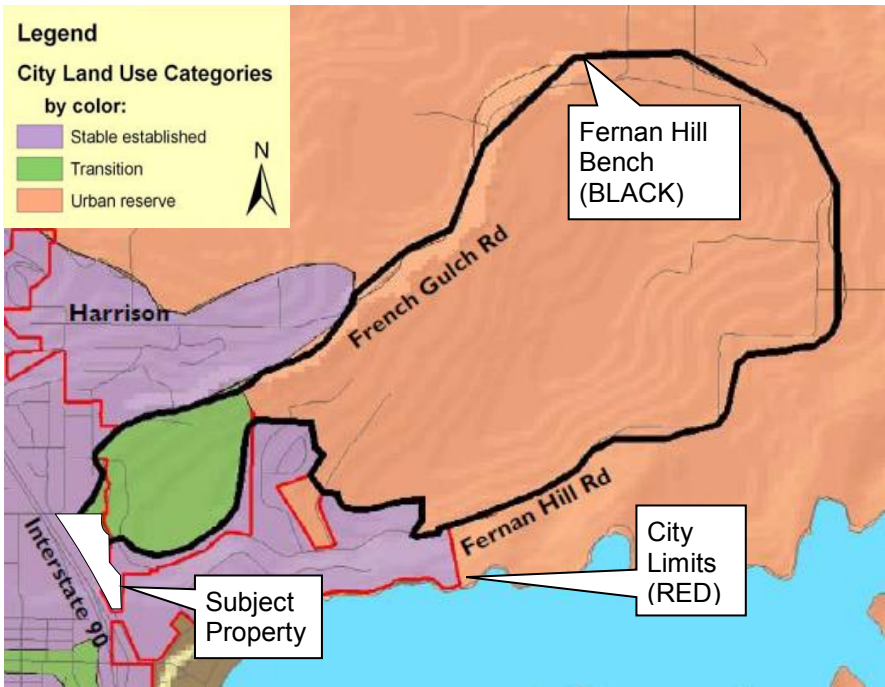 Legend
City Land Use Categories
by color:
Stable established
Transition
Urban reserve
N
Fernan Hill
Bench
(BLACK)
French Gulch Rd
Harrison
Fernan Hill Rd
Interstate 90
City
Limits
(RED)
Subject
Property